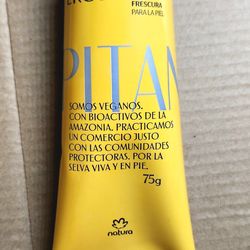 FRESCURA
PARA LA PIEL
PITAN
SOMOS VEGANOS.
CON BIOACTIVOS DE LA
AMAZONIA. PRACTICAMOS
UN COMERCIO JUSTO
CON LAS COMUNIDADES
PROTECTORAS. POR LA
SELVA VIVA Y EN PIE.
75g
natura